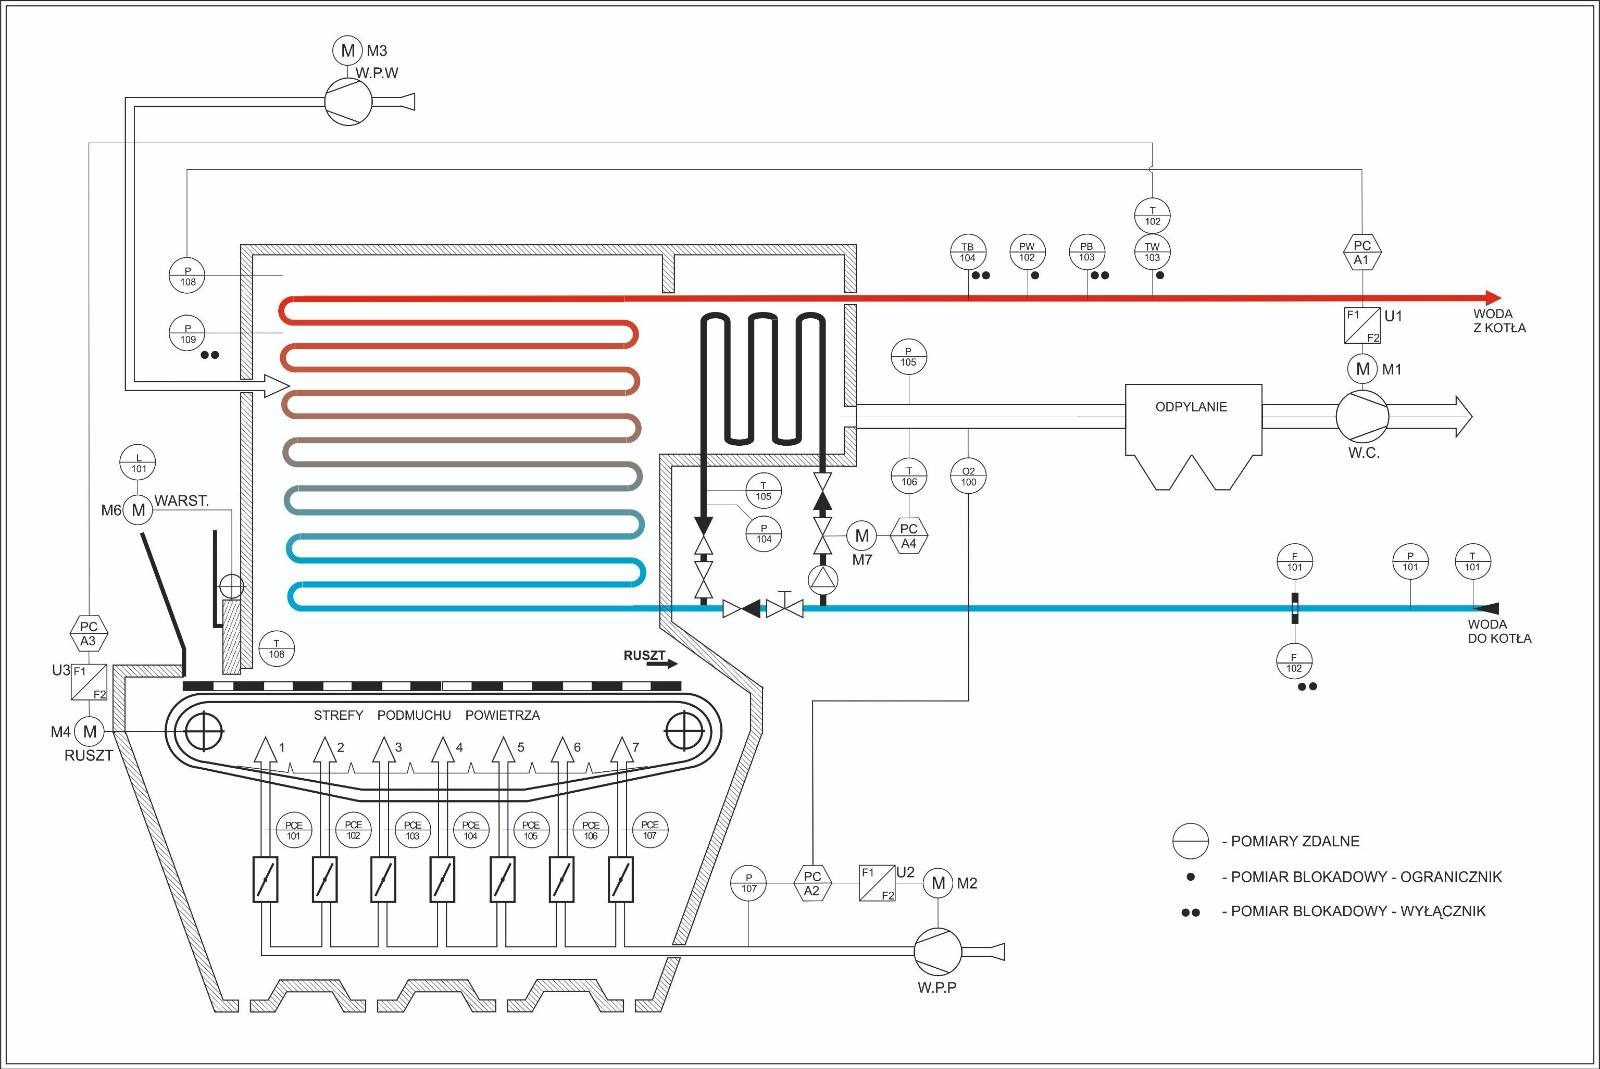 M M3
W.P.W
T
102
P
108
TB
104
PW
102
PB
103
TW
103
PC
A1
WODA
Z KOTŁA
F1
F2
U1
P
109
P
105
M M1
ODPYLANIE
W.C.
L
101
M6 M WARST.
T
105
T
106
O2
100
P
104
M
M7
PC
A4
F
101
P
101
T
101
WODA
DO KOTŁA
PC
A3
T
108
RUSZT
F
102
U3 F1
F2
STREFY PODMUCHU POWIETRZA
M4 M
RUSZT
1 2 3 4 5 6 7
PCE
101
PCE
102
PCE
103
PCE
104
PCE
105
PCE
106
PCE
107
- POMIARY ZDALNE
P
107
PC
A2
F1
F2
U2
M M2
- POMIAR BLOKADOWY - OGRANICZNIK
- POMIAR BLOKADOWY - WYŁĄCZNIK
W.P.P